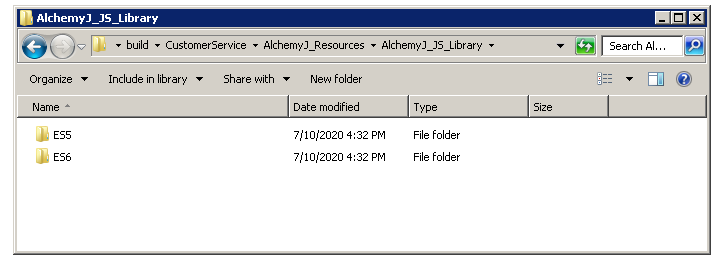 AlchemyJ_JS_Library
build CustomerService AlchemyJ_Resources AlchemyJ_JS_Library Search Al...
Organize Include in library Share with New folder
Name Date modified Type Size
ES5 7/10/2020 4:32 PM File folder
ES6 7/10/2020 4:32 PM File folder